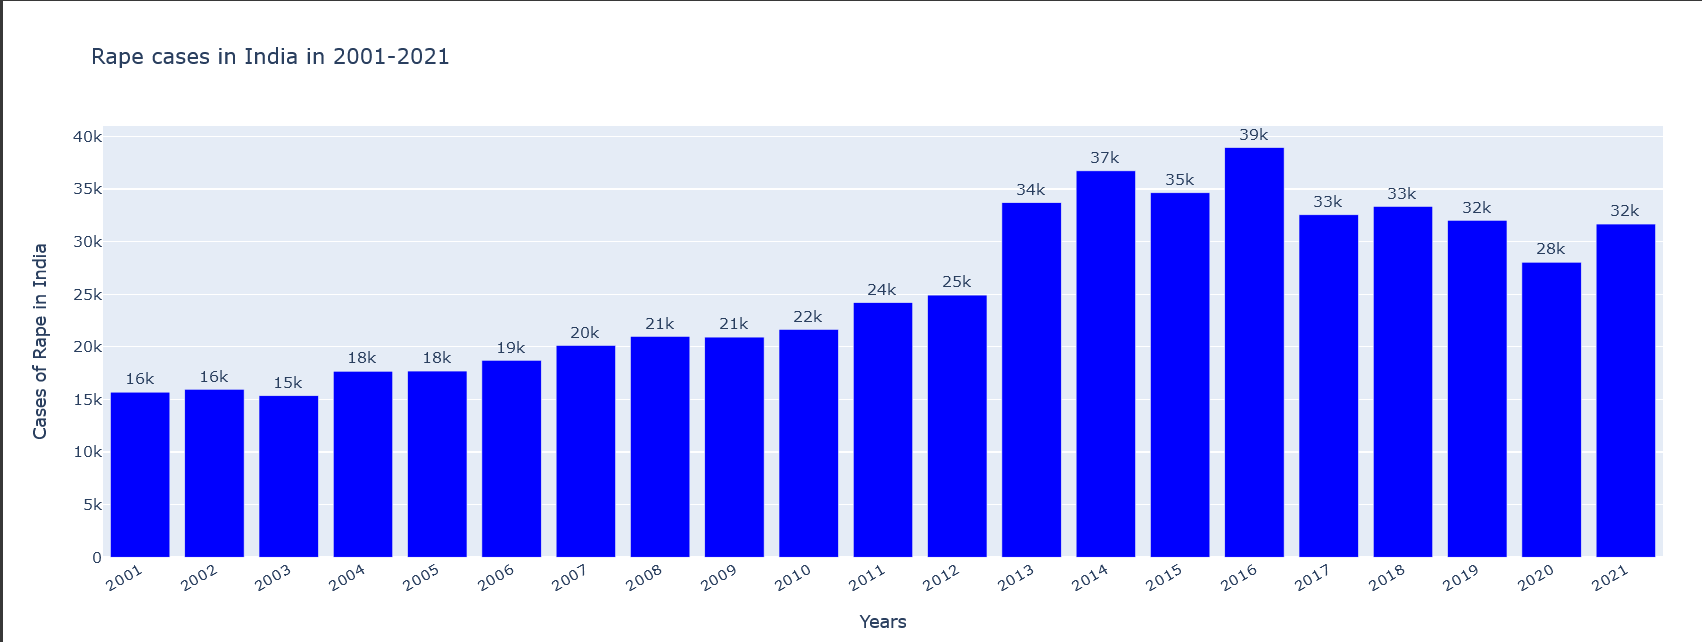 Rape cases in India in 2001-2021
40k
35k
30k
25k
20k
15k
10k
5k
0
Cases of Rape in India
16k
16k
15k
18k
18k
19k
20k
21k
21k
22k
24k
25k
34k
37k
35k
39k
33k
33k
32k
28k
32k
2001
2002
2003
2004
2005
2006
2007
2008
2009
2010
2011
2012
2013
2014
2015
2016
2017
2018
2019
2020
2021
Years